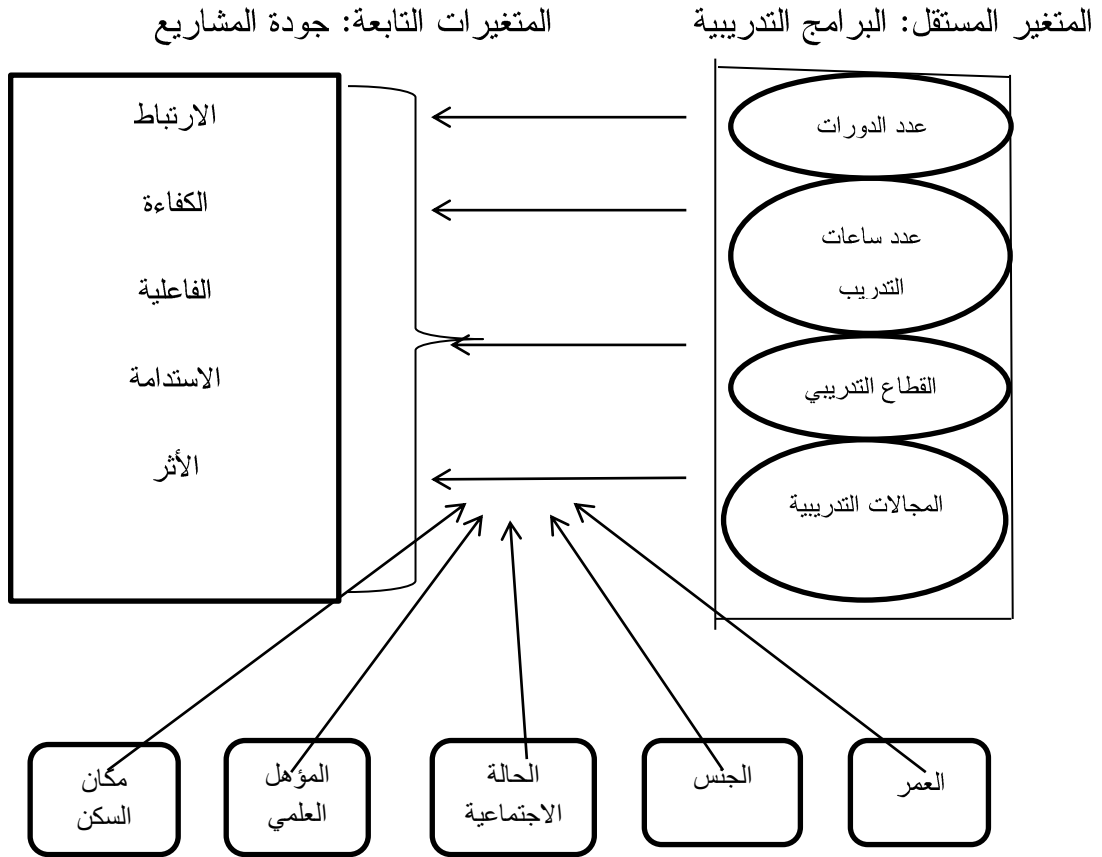 المتغير المستقل: البرامج التدريبية
المتغيرات التابعة: جودة المشاريع
عدد الدورات
عدد ساعات
التدريب
القطاع التدريبي
المجالات التدريبية
الارتباط
الكفاءة
الفاعلية
الاستدامة
الأثر
العمر
الجنس
الحالة
الاجتماعية
المؤهل
العلمي
مكان
السكن